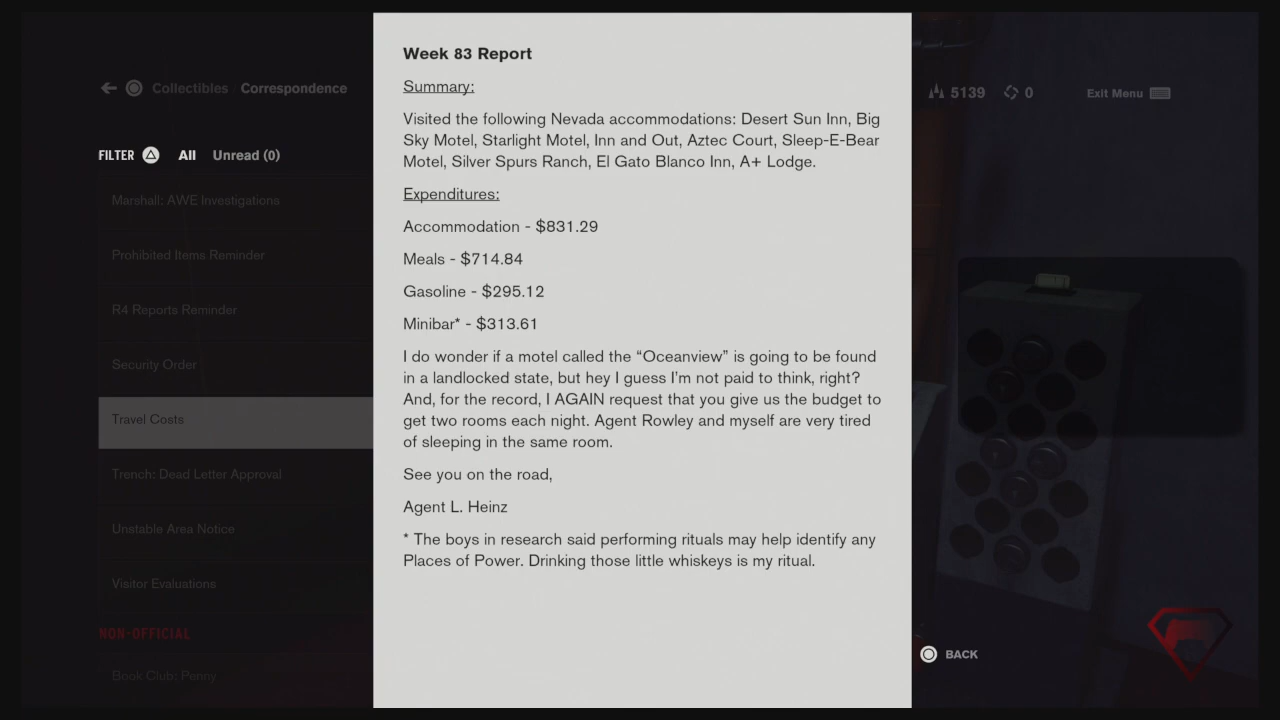 Week 83 Report
Summary:
Visited the following Nevada accommodations: Desert Sun Inn, Big
Sky Motel, Starlight Motel, Inn and Out, Aztec Court, Sleep-E-Bear
Motel, Silver Spurs Ranch, El Gato Blanco Inn, A+ Lodge.
Expenditures:
Accommodation - $831.29
Meals - $714.84
Gasoline - $295.12
Minibar* - $313.61
I do wonder if a motel called the “Oceanview” is going to be found
in a landlocked state, but hey I guess I’m not paid to think, right?
And, for the record, I AGAIN request that you give us the budget to
get two rooms each night. Agent Rowley and myself are very tired
of sleeping in the same room.
See you on the road,
Agent L. Heinz
* The boys in research said performing rituals may help identify any
Places of Power. Drinking those little whiskeys is my ritual.
Collectibles Correspondence
FILTER All Unread (0)
Marshall: AWE Investigations
Prohibited Items Reminder
R4 Reports Reminder
Security Order
Travel Costs
Trench: Dead Letter Approval
Unstable Area Notice
Visitor Evaluations
NON-OFFICIAL
Book Club: Penny
5139 0 Exit Menu
BACK